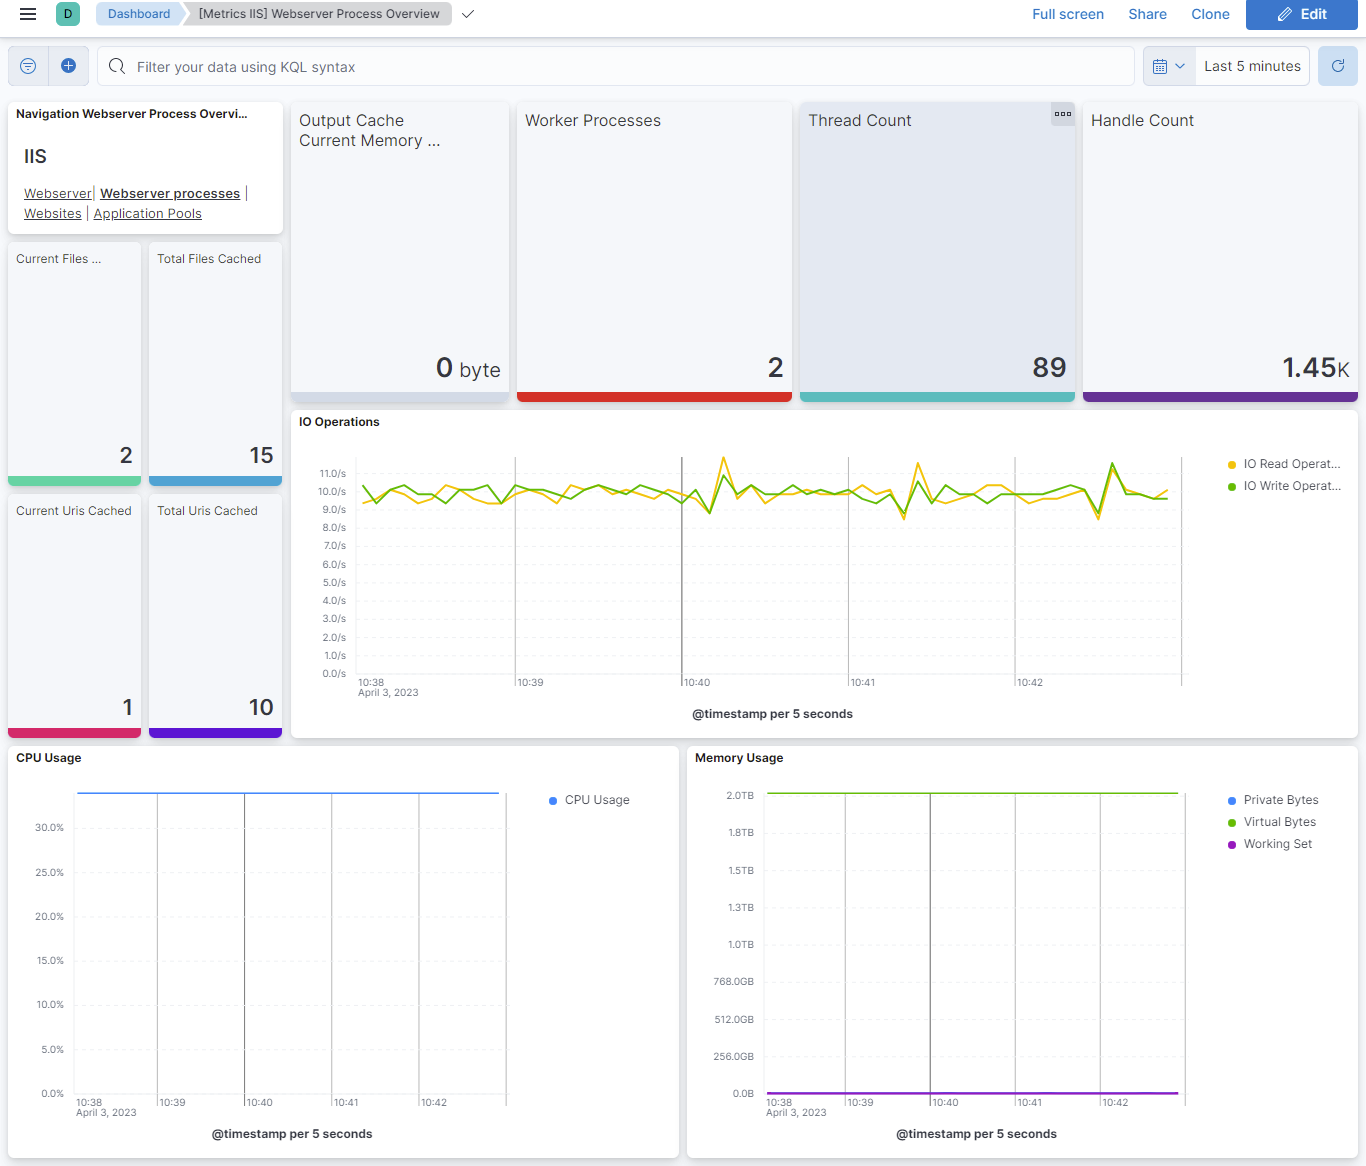 D
Dashboard
[Metrics IIS] Webserver Process Overview
Full screen
Share
Clone
Edit
Filter your data using KQL syntax
Last 5 minutes
Navigation Webserver Process Overvi...
IIS
Webserver| Webserver processes |
Websites | Application Pools
Output Cache
Current Memory ...
0 byte
Worker Processes
2
Thread Count
89
Handle Count
1.45K
Current Files ...
2
Total Files Cached
15
Current Uris Cached
1
Total Uris Cached
10
IO Operations
11.0/s
10.0/s
9.0/s
8.0/s
7.0/s
6.0/s
5.0/s
4.0/s
3.0/s
2.0/s
1.0/s
0.0/s
10:38
April 3, 2023
10:39
10:40
10:41
10:42
@timestamp per 5 seconds
IO Read Operat...
IO Write Operat...
CPU Usage
30.0%
25.0%
20.0%
15.0%
10.0%
5.0%
0.0%
10:38
April 3, 2023
10:39
10:40
10:41
10:42
@timestamp per 5 seconds
CPU Usage
Memory Usage
2.0TB
1.8TB
1.5TB
1.3TB
1.0TB
768.0GB
512.0GB
256.0GB
0.0B
10:38
April 3, 2023
10:39
10:40
10:41
10:42
@timestamp per 5 seconds
Private Bytes
Virtual Bytes
Working Set